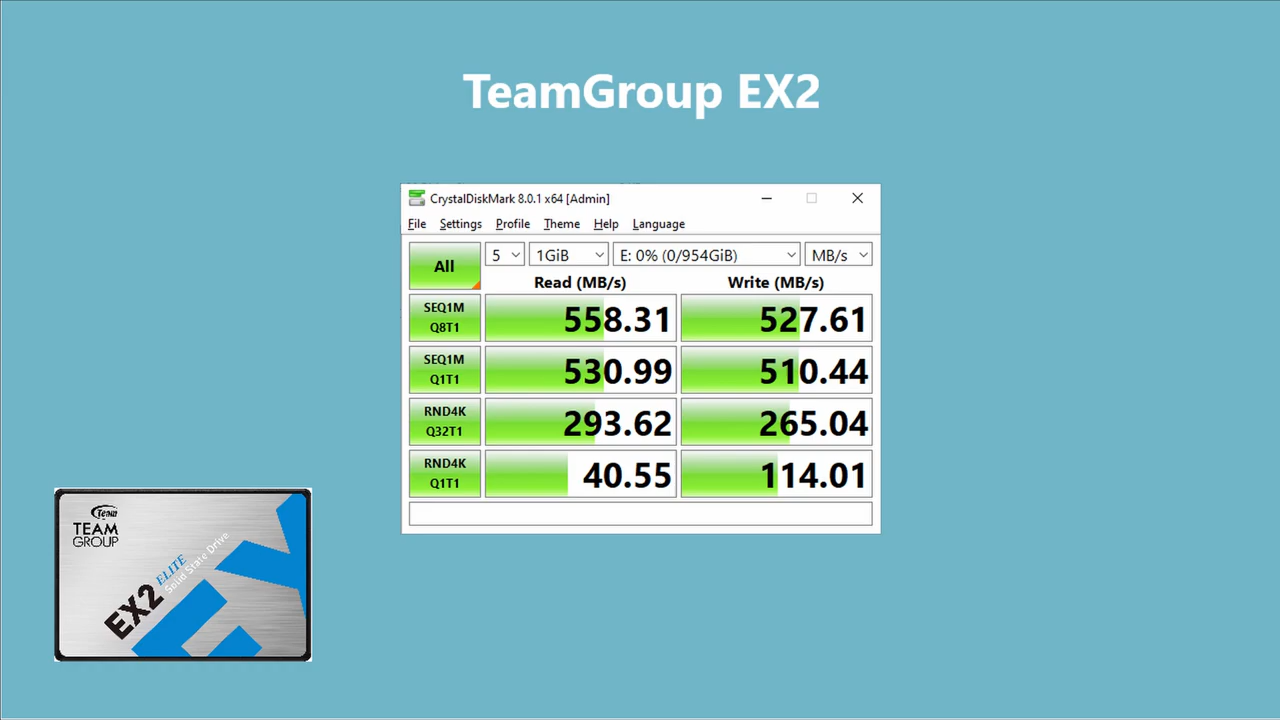 TeamGroup EX2
CrystalDiskMark 8.0.1 x64 [Admin]
File Settings Profile Theme Help Language
All 5 1GiB E: 0% (0/954GiB) MB/s
Read (MB/s) Write (MB/s)
SEQ1M
Q8T1 558.31 527.61
SEQ1M
Q1T1 530.99 510.44
RND4K
Q32T1 293.62 265.04
RND4K
Q1T1 40.55 114.01
Team
TEAM
GROUP
EX2 ELITE
Solid State Drive